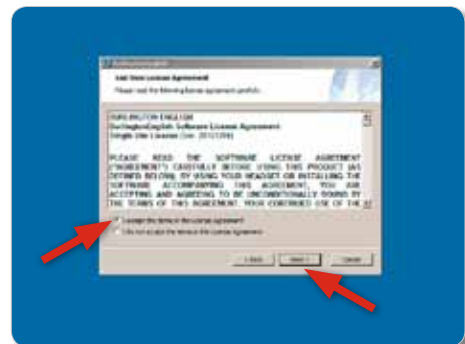 End User License Agreement
Please read the following license agreement carefully.
BURLINGTON ENGLISH
BurlingtonEnglish Software License Agreement
Single User License
PLEASE READ THE SOFTWARE LICENSE AGREEMENT
("AGREEMENT") CAREFULLY BEFORE USING THIS PRODUCT (AS
DEFINED BELOW). BY USING YOUR HEADSET OR INSTALLING THE
SOFTWARE ACCOMPANYING THIS AGREEMENT, YOU ARE
ACCEPTING AND AGREEING TO BE UNCONDITIONALLY BOUND BY
THE TERMS OF THIS AGREEMENT. YOUR CONTINUED USE OF THE
I accept the terms in the license agreement
I do not accept the terms in the license agreement
< Back
Next >
Cancel